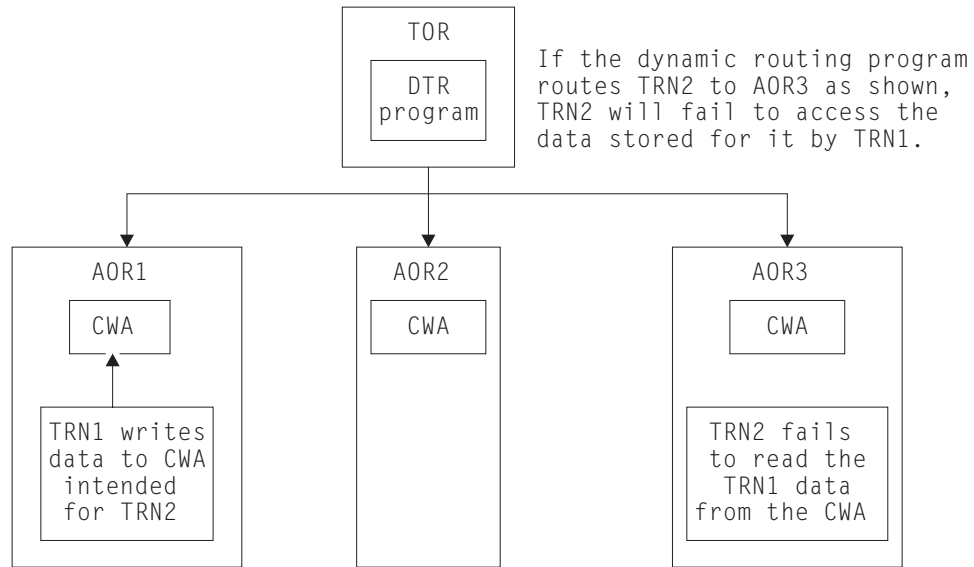 TOR
DTR
program
If the dynamic routing program
routes TRN2 to AOR3 as shown,
TRN2 will fail to access the
data stored for it by TRN1.
AOR1
CWA
TRN1 writes
data to CWA
intended
for TRN2
AOR2
CWA
AOR3
CWA
TRN2 fails
to read the
TRN1 data
from the CWA